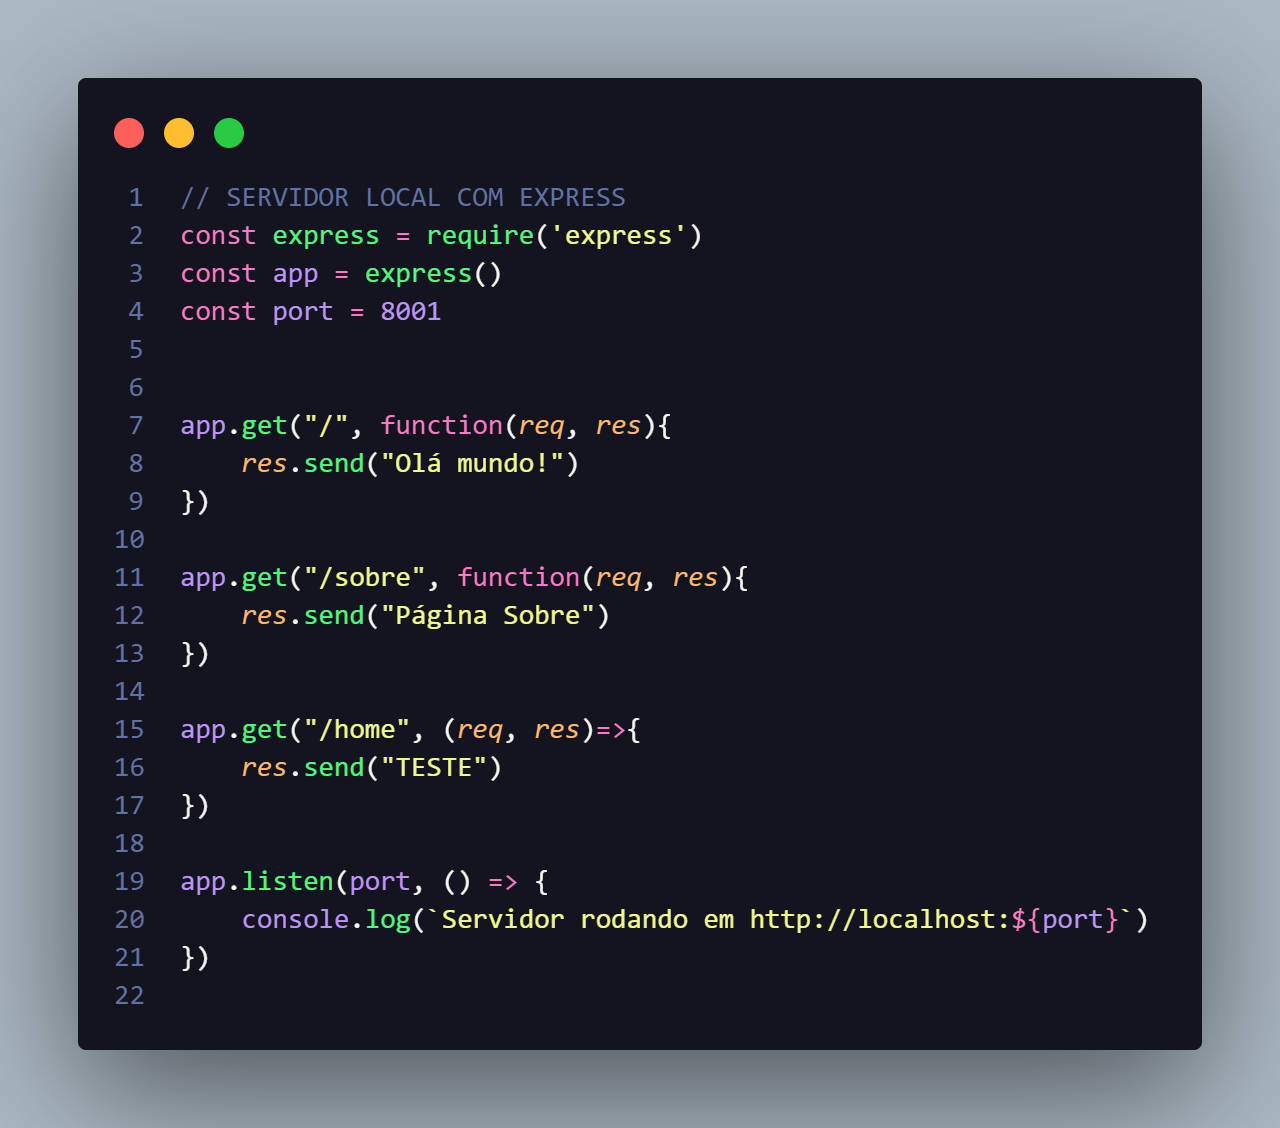 1 // SERVIDOR LOCAL COM EXPRESS
2 const express = require('express')
3 const app = express()
4 const port = 8001
5
6
7 app.get("/", function(req, res){
8     res.send("Olá mundo!")
9 })
10
11 app.get("/sobre", function(req, res){
12     res.send("Página Sobre")
13 })
14
15 app.get("/home", (req, res)=>{
16     res.send("TESTE")
17 })
18
19 app.listen(port, () => {
20     console.log(`Servidor rodando em http://localhost:${port}`)
21 })
22